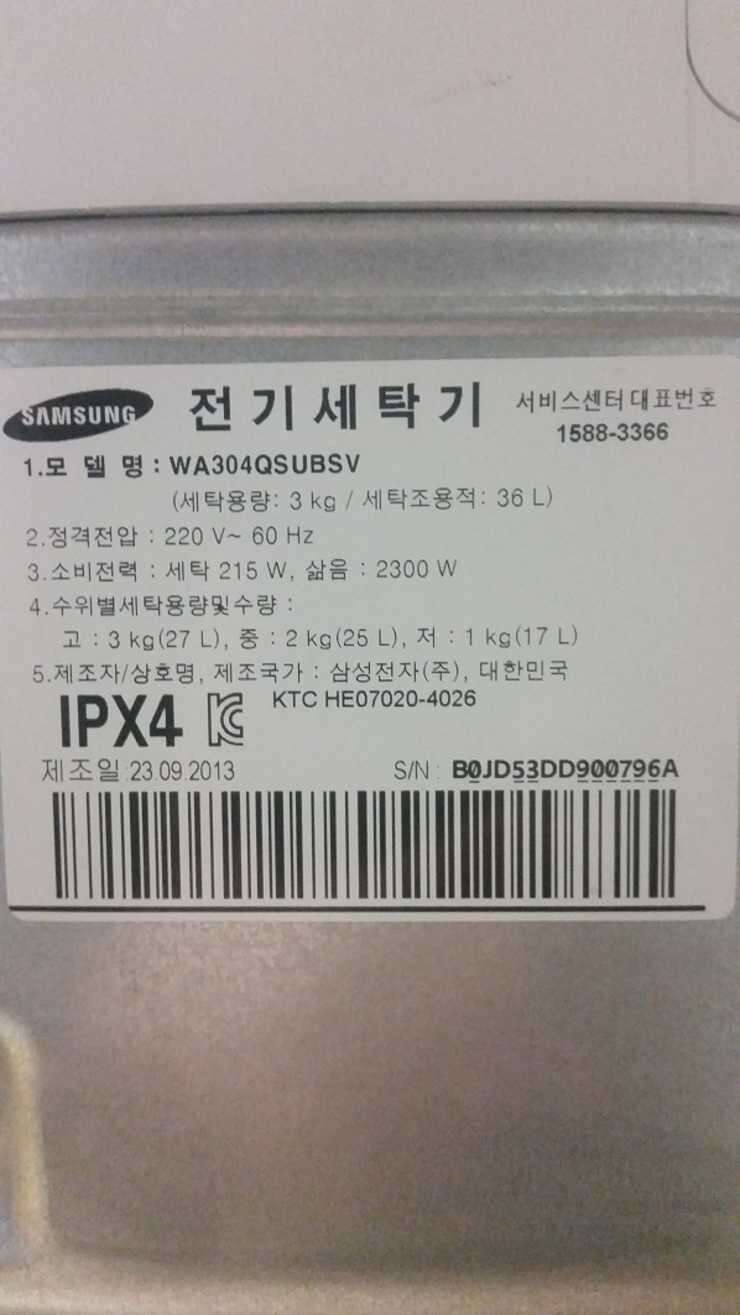 SAMSUNG 전기세탁기 서비스센터 대표번호
1588-3366
1.모 델 명 : WA304QSUBSV
(세탁용량: 3 kg / 세탁조용적: 36 L)
2.정격전압 : 220 V~ 60 Hz
3.소비전력 : 세탁 215 W, 삶음 : 2300 W
4.수위별세탁용량및수량 :
고 : 3 kg(27 L), 중 : 2 kg(25 L), 저 : 1 kg(17 L)
5.제조자/상호명, 제조국가 : 삼성전자(주), 대한민국
IPX4 KC KTC HE07020-4026
제조일 23.09.2013 S/N : B0JD53DD900796A